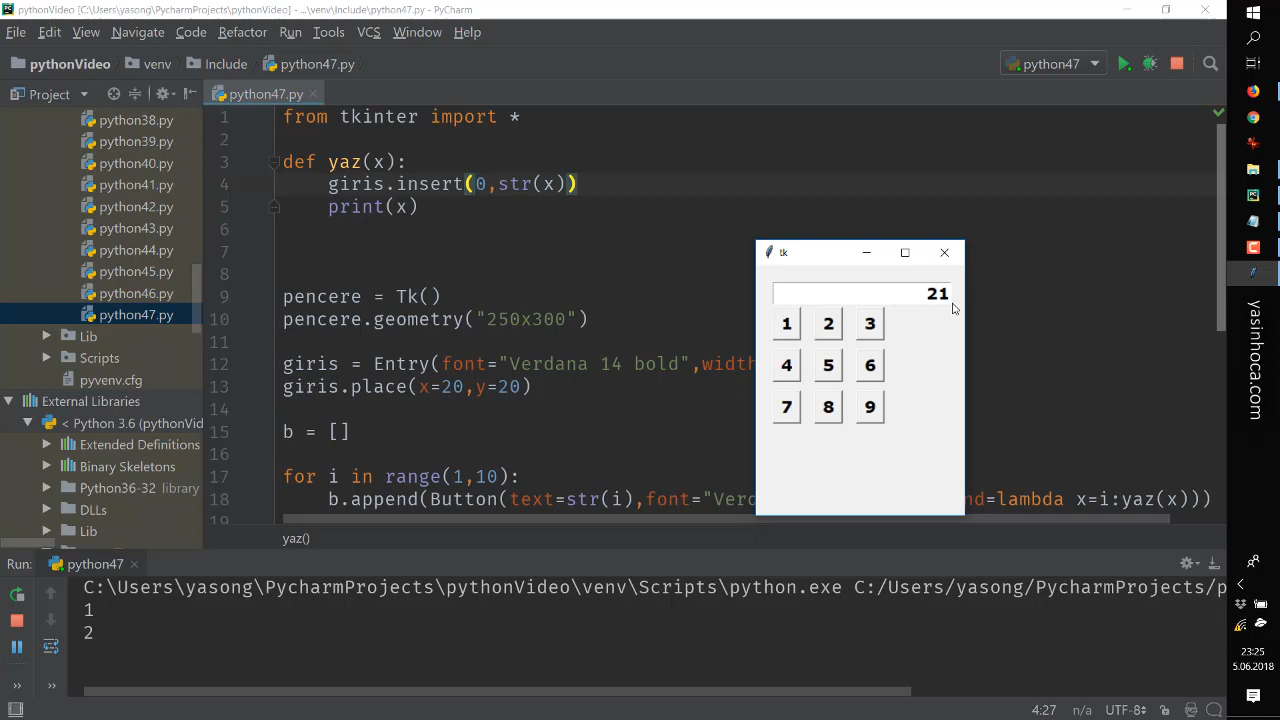 pythonVideo [C:\Users\yasong\PycharmProjects\pythonVideo] - ...\venv\Include\python47.py - PyCharm
File Edit View Navigate Code Refactor Run Tools VCS Window Help
pythonVideo venv Include python47.py python47
Project python47.py
python38.py
python39.py
python40.py
python41.py
python42.py
python43.py
python44.py
python45.py
python46.py
python47.py
Lib
Scripts
pyvenv.cfg
External Libraries
< Python 3.6 (pythonVi
Extended Definitions
Binary Skeletons
Python36-32 library
DLLs
Lib
1 from tkinter import *
2
3 def yaz(x):
4 giris.insert(0,str(x))
5 print(x)
6
7
8
9 pencere = Tk()
10 pencere.geometry("250x300")
11
12 giris = Entry(font="Verdana 14 bold",width
13 giris.place(x=20,y=20)
14
15 b = []
16
17 for i in range(1,10):
18 b.append(Button(text=str(i),font="Verd nd=lambda x=i:yaz(x)))
19
yaz()
tk
21
1 2 3
4 5 6
7 8 9
Run: python47
C:\Users\yasong\PycharmProjects\pythonVideo\venv\Scripts\python.exe C:/Users/yasong/PycharmProjects/p
1
2
4:27 n/a UTF-8
yasinhoca.com
23:25
5.06.2018